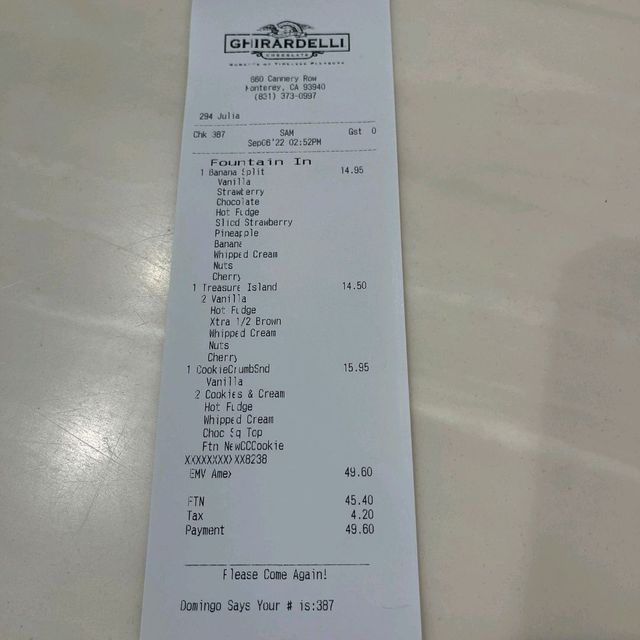 GHIRARDELLI
CHOCOLATE
660 Cannery Row
Monterey, CA 93940
(831) 373-0997
294 Julia
Chk 387 SAM Gst 0
Sep06'22 02:52PM
Fountain In
1 Banana Split 14.95
Vanilla
Strawberry
Chocolate
Hot Fudge
Slicd Strawberry
Pineapple
Banana
Whipped Cream
Nuts
Cherry
1 Treasure Island 14.50
2 Vanilla
Hot Fudge
Xtra 1/2 Brown
Whipped Cream
Nuts
Cherry
1 CookieCrumbSnd 15.95
Vanilla
2 Cookies & Cream
Hot Fudge
Whipped Cream
Choc Sq Top
Ftn NewCCCookie
XXXXXXXXXXX8238
EMV Amex 49.60
FTN 45.40
Tax 4.20
Payment 49.60
Please Come Again!
Domingo Says Your # is:387